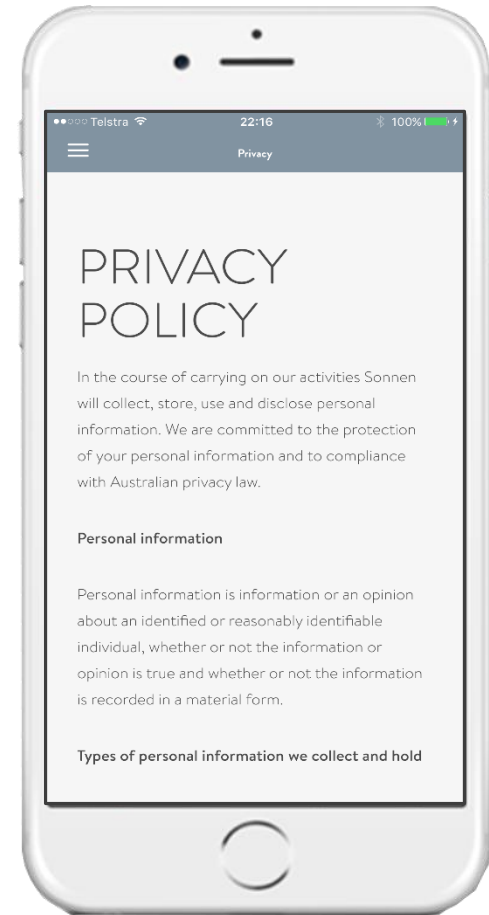 Telstra 22:16 100%
Privacy
PRIVACY
POLICY
In the course of carrying on our activities Sonnen
will collect, store, use and disclose personal
information. We are committed to the protection
of your personal information and to compliance
with Australian privacy law.
Personal information
Personal information is information or an opinion
about an identified or reasonably identifiable
individual, whether or not the information or
opinion is true and whether or not the information
is recorded in a material form.
Types of personal information we collect and hold